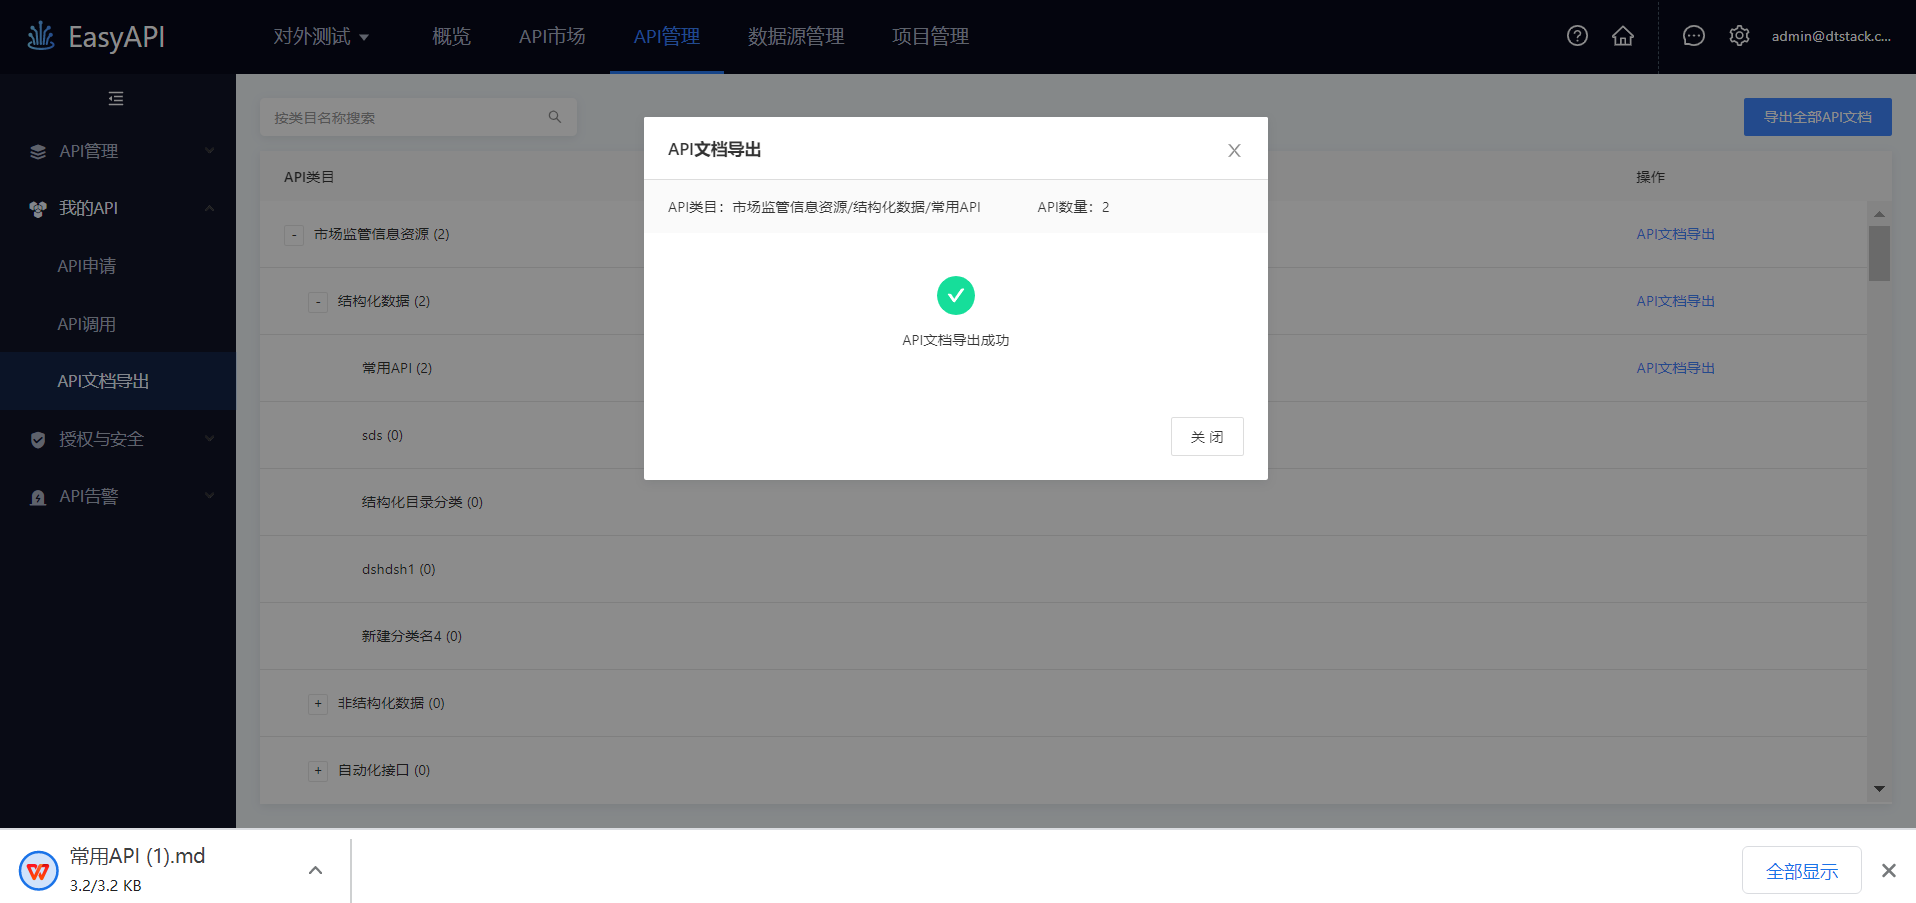 EasyAPI
对外测试
概览
API市场
API管理
数据源管理
项目管理
admin@dtstack.c...
API管理
我的API
API申请
API调用
API文档导出
授权与安全
API告警
按类目名称搜索
导出全部API文档
API类目
操作
- 市场监管信息资源 (2)
API文档导出
- 结构化数据 (2)
API文档导出
常用API (2)
API文档导出
sds (0)
结构化目录分类 (0)
dshdsh1 (0)
新建分类名4 (0)
+ 非结构化数据 (0)
+ 自动化接口 (0)
API文档导出
API类目：市场监管信息资源/结构化数据/常用API
API数量：2
API文档导出成功
关 闭
常用API (1).md
3.2/3.2 KB
全部显示